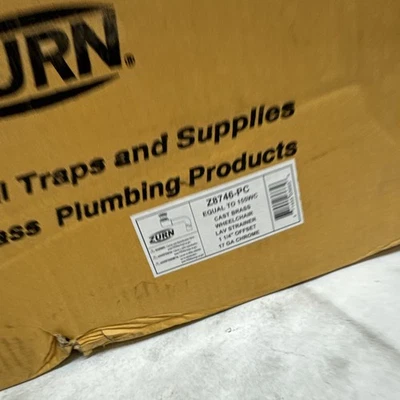 URN®
l Traps and Supplies
ass Plumbing Products
ZURN
Z8746-PC
EQUAL TO 155WC
CAST BRASS
WHEELCHAIR
LAV STRAINER
1 1/4" OFFSET
17 GA CHROME